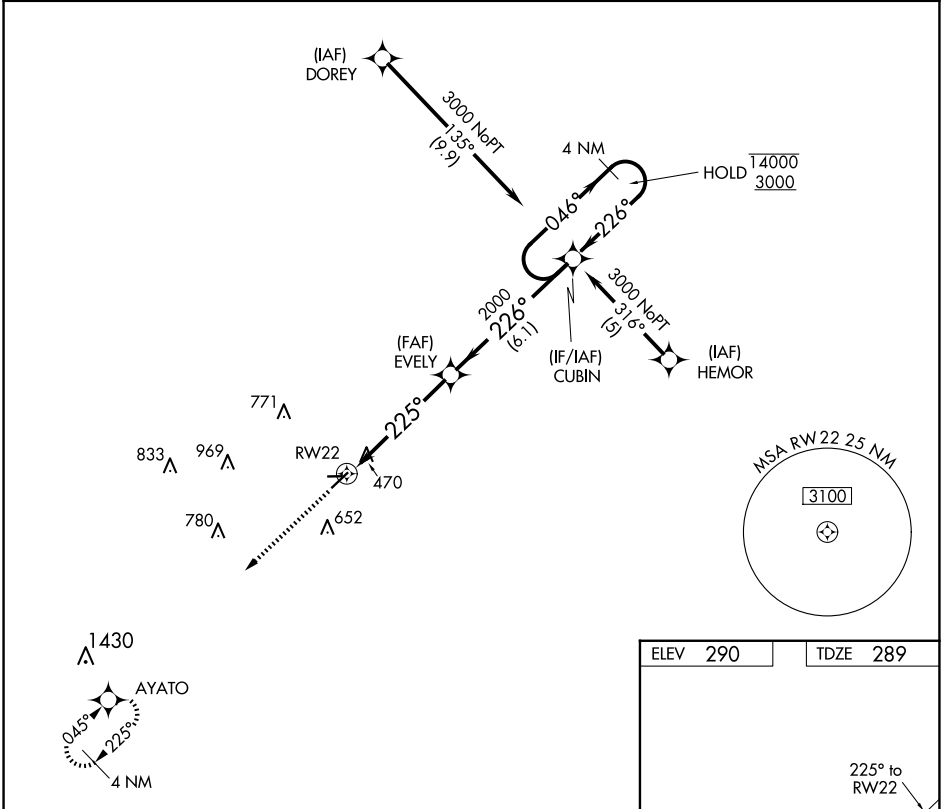 (IAF)
DOREY
3000 NoPT
135°
(9.9)
4 NM
HOLD
14000
3000
046°
226°
3000 NoPT
316°
(5)
2000
226°
(6.1)
(FAF)
EVELY
(IF/IAF)
CUBIN
(IAF)
HEMOR
225°
771
833
969
RW22
470
780
652
MSA RW22 25 NM
3100
1430
AYATO
045°
225°
4 NM
ELEV 290
TDZE 289
225° to
RW22